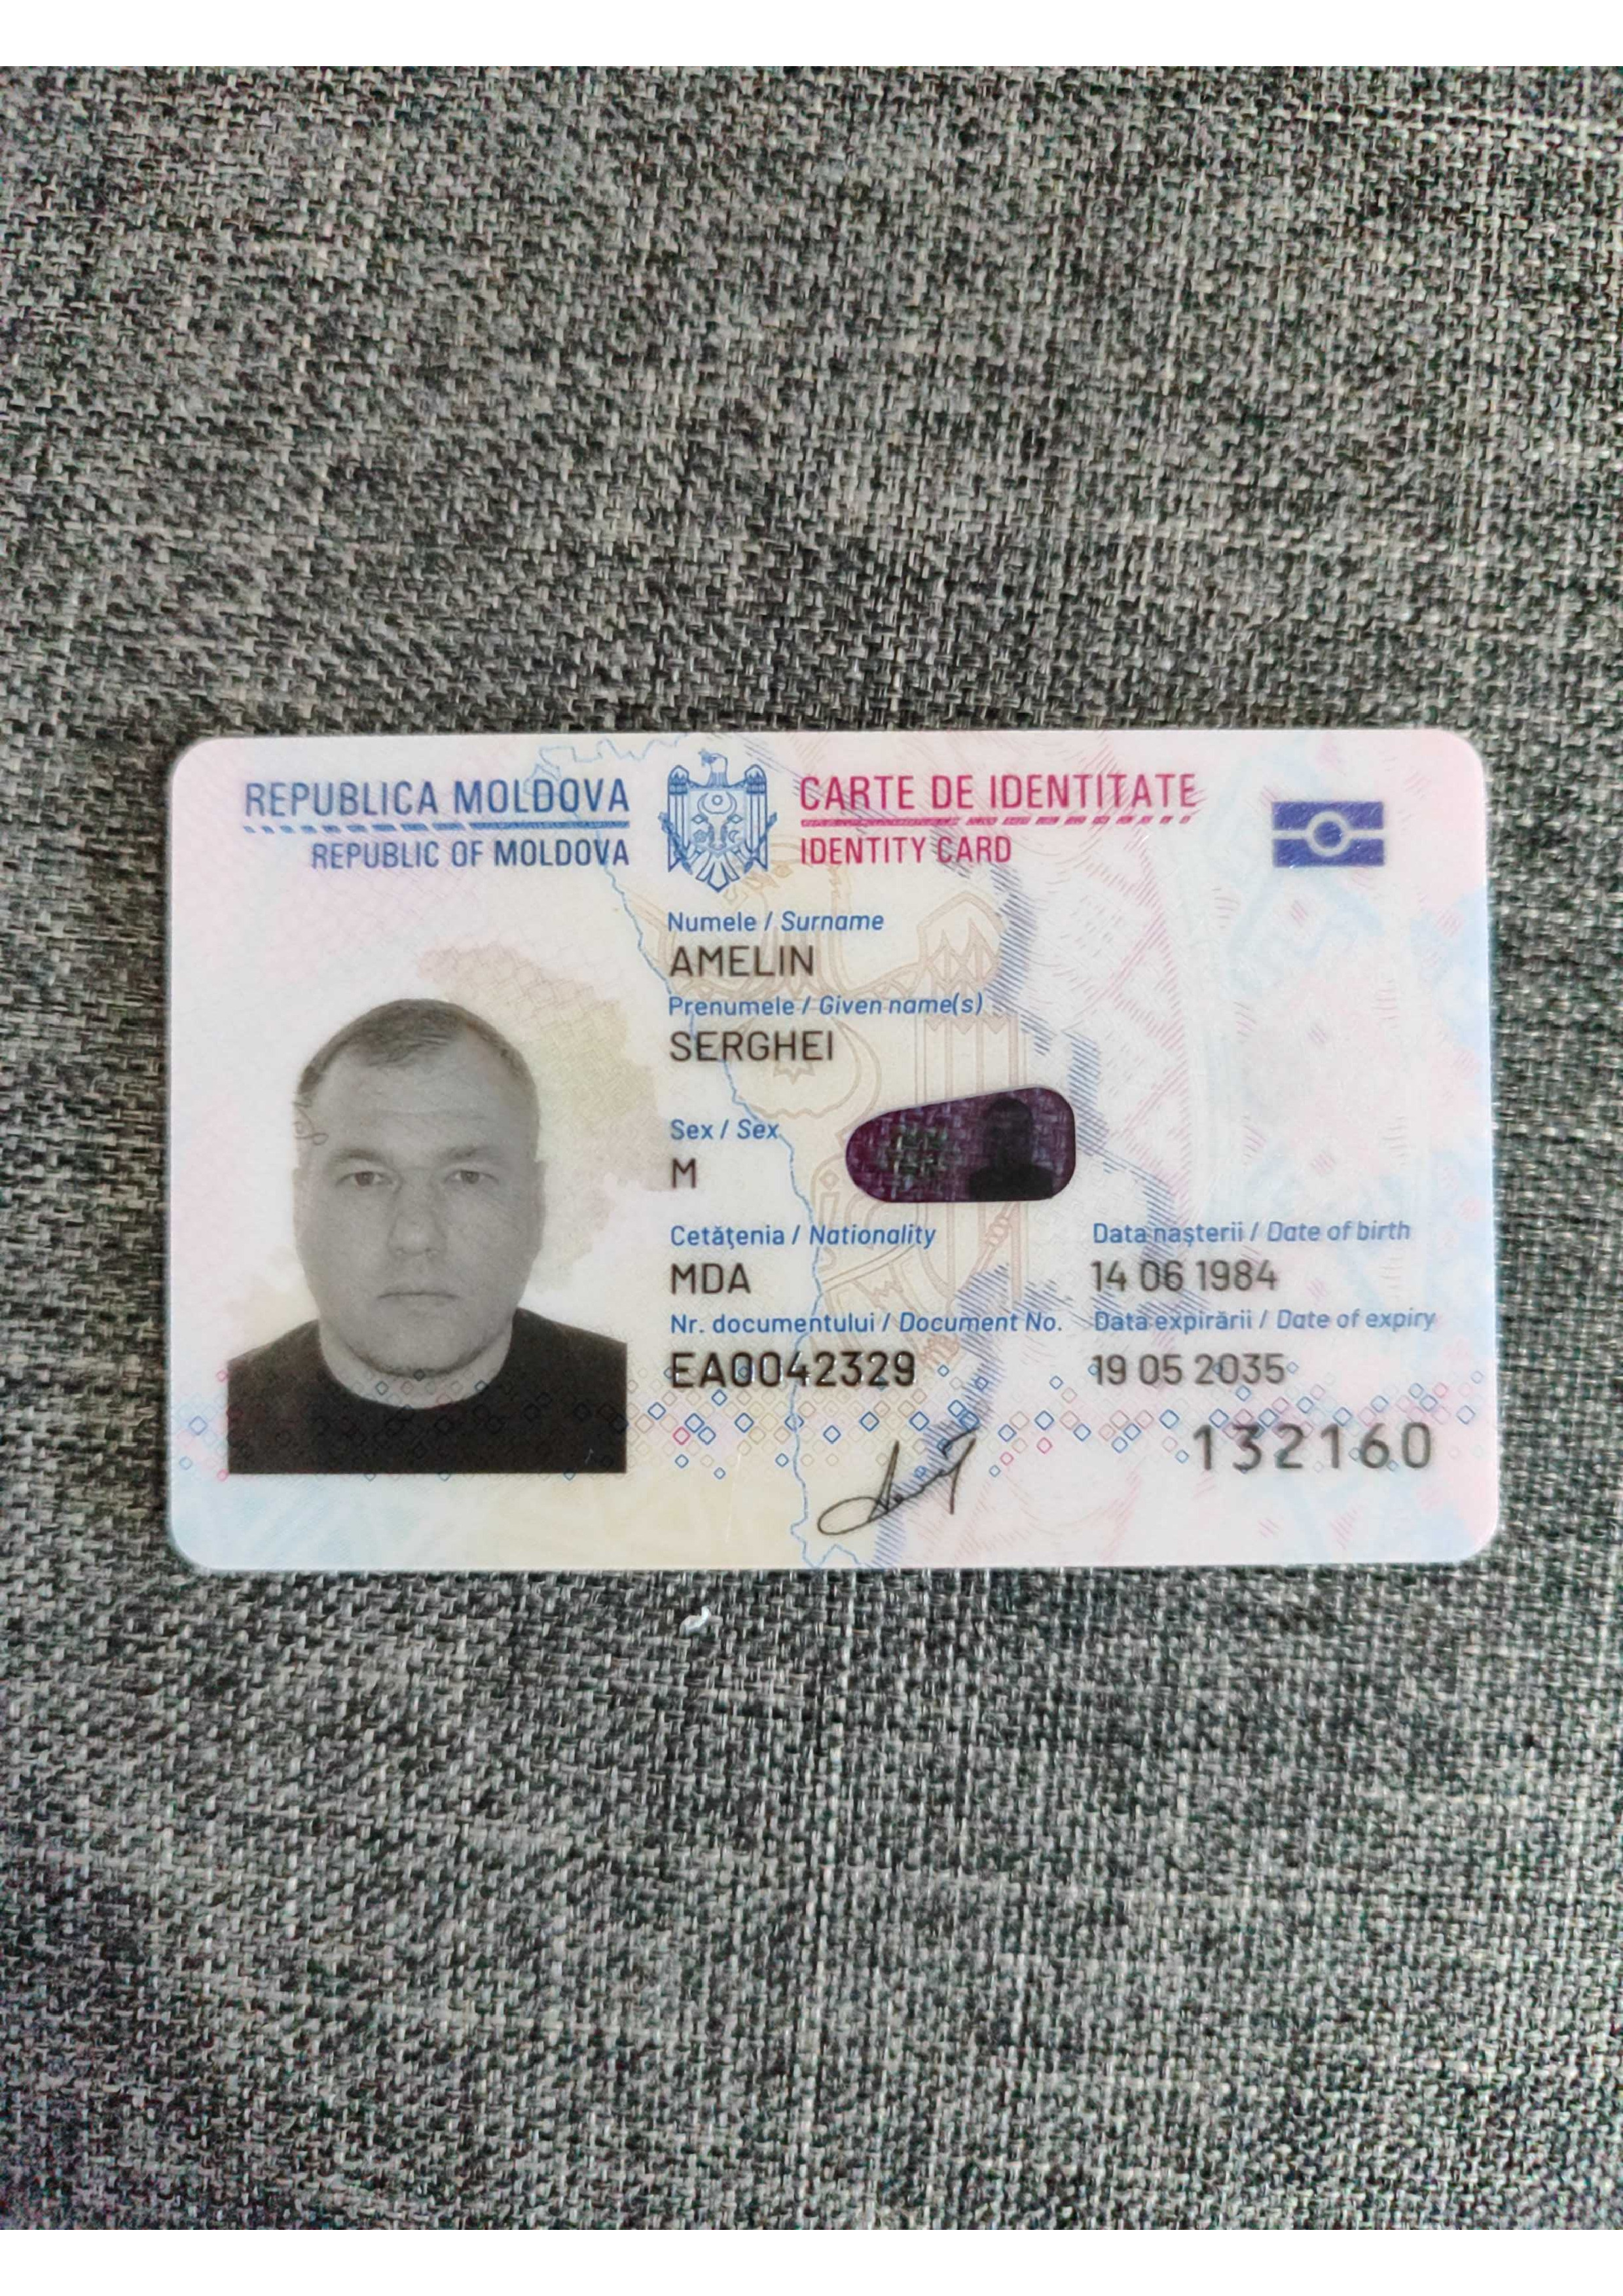 REPUBLICA MOLDOVA
REPUBLIC OF MOLDOVA
CARTE DE IDENTITATE
IDENTITY CARD
Numele / Surname
AMELIN
Prenumele / Given name(s)
SERGHEI
Sex / Sex
M
Cetăţenia / Nationality
MDA
Data naşterii / Date of birth
14 06 1984
Nr. documentului / Document No.
EA0042329
Data expirării / Date of expiry
19 05 2035
132160